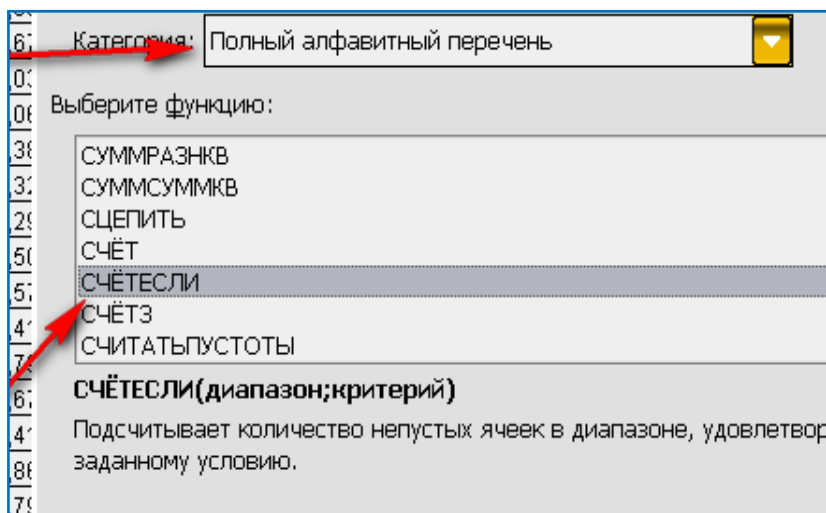 Категория: Полный алфавитный перечень
Выберите функцию:
СУММРАЗНКВ
СУММСУММКВ
СЦЕПИТЬ
СЧЁТ
СЧЁТЕСЛИ
СЧЁТЗ
СЧИТАТЬПУСТОТЫ
СЧЁТЕСЛИ(диапазон;критерий)
Подсчитывает количество непустых ячеек в диапазоне,
заданному условию.